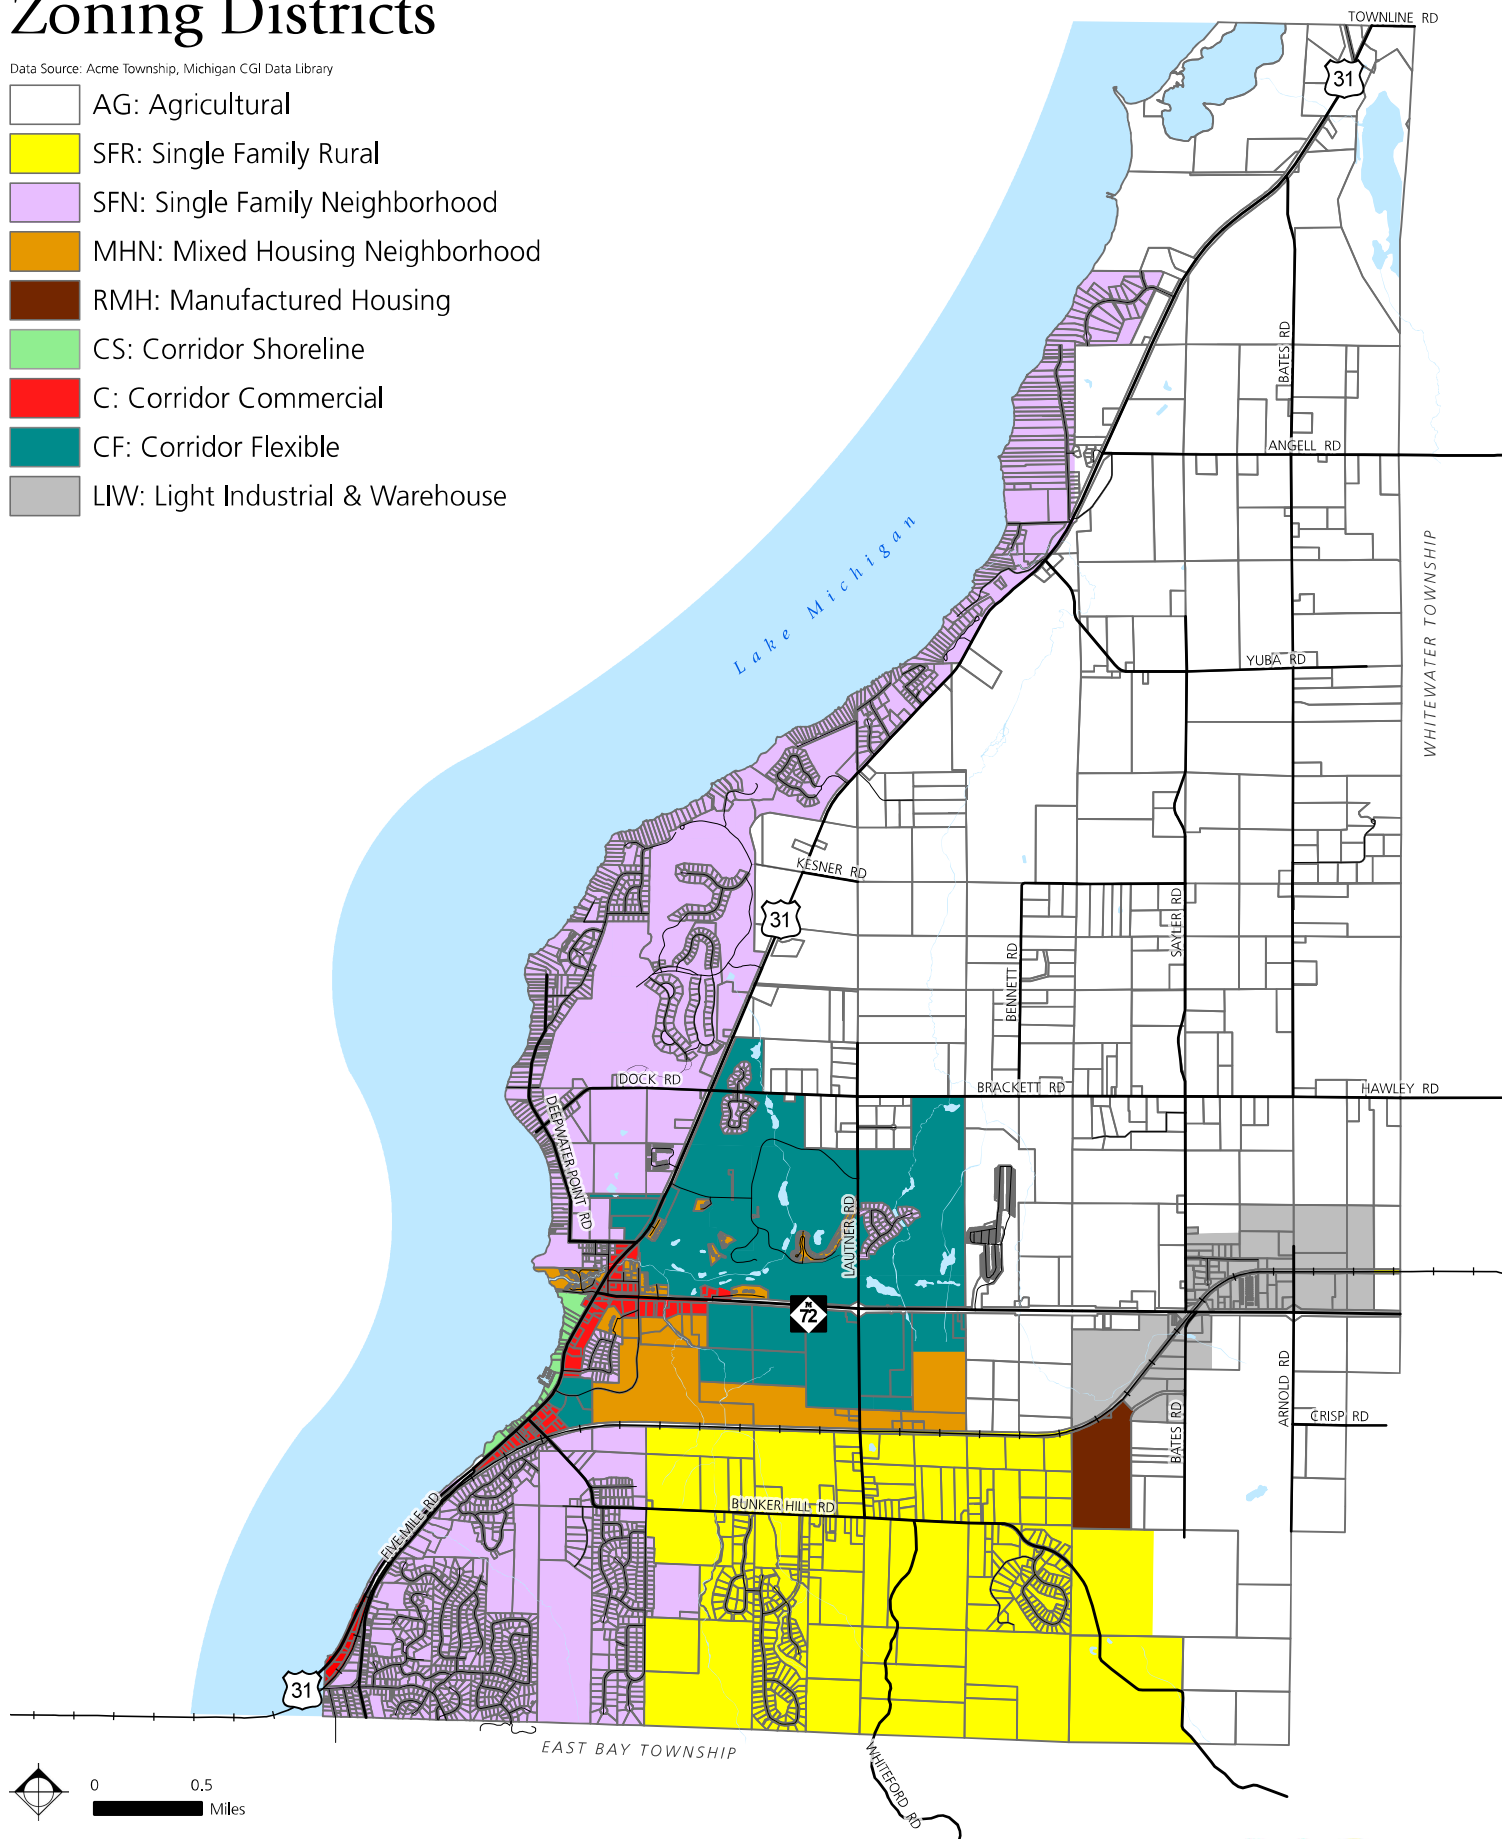 Zoning Districts
Data Source: Acme Township, Michigan CGI Data Library
AG: Agricultural
SFR: Single Family Rural
SFN: Single Family Neighborhood
MHN: Mixed Housing Neighborhood
RMH: Manufactured Housing
CS: Corridor Shoreline
C: Corridor Commercial
CF: Corridor Flexible
LIW: Light Industrial & Warehouse
TOWNLINE RD
31
BATES RD
ANGELL RD
Lake Michigan
WHITEWATER TOWNSHIP
YUBA RD
KESNER RD
31
SAYLER RD
BENNETT RD
DOCK RD
BRACKETT RD
HAWLEY RD
DEEPWATER POINT RD
LAUTNER RD
M
72
ARNOLD RD
CRISP RD
BATES RD
BUNKER HILL RD
FIVE MILE RD
31
EAST BAY TOWNSHIP
WHITEFORD RD
0 0.5
Miles